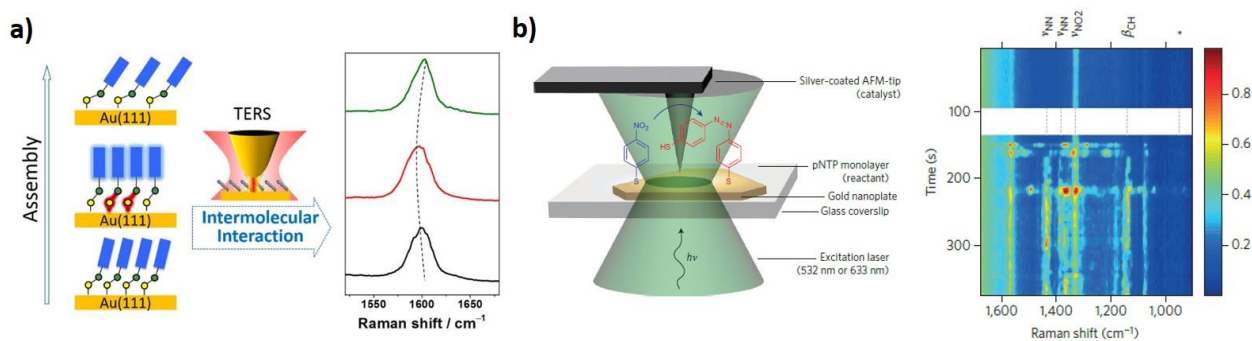 a)
Assembly
Au(111)
Au(111)
Au(111)
TERS
Intermolecular
Interaction
1550 1600 1650
Raman shift / cm⁻¹
b)
Silver-coated AFM-tip
(catalyst)
NO₂
S
HS
N=N
S
pNTP monolayer
(reactant)
Gold nanoplate
Glass coverslip
Excitation laser
(532 nm or 633 nm)
hν
νNN νNN νNO2 βCH *
Time (s)
100
200
300
1,600 1,400 1,200 1,000
Raman shift (cm⁻¹)
0.8
0.6
0.4
0.2